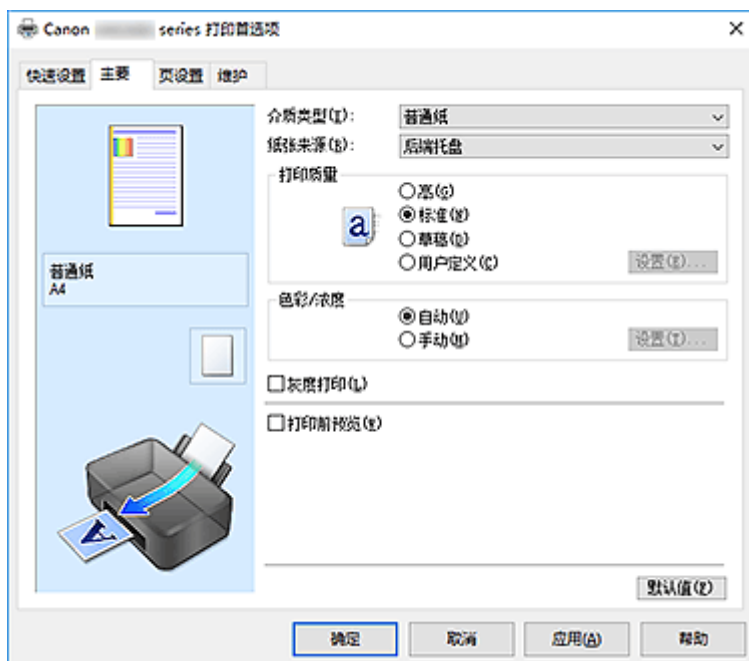 Canon series 打印首选项
快速设置 主要 页设置 维护
介质类型(I): 普通纸
纸张来源(B): 后端托盘
打印质量
高(G)
a 标准(N)
草稿(D)
用户定义(C) 设置(E)...
普通纸
A4
色彩/浓度
自动(U)
手动(M) 设置(T)...
灰度打印(L)
打印前预览(R)
A
默认值(F)
确定 取消 应用(A) 帮助